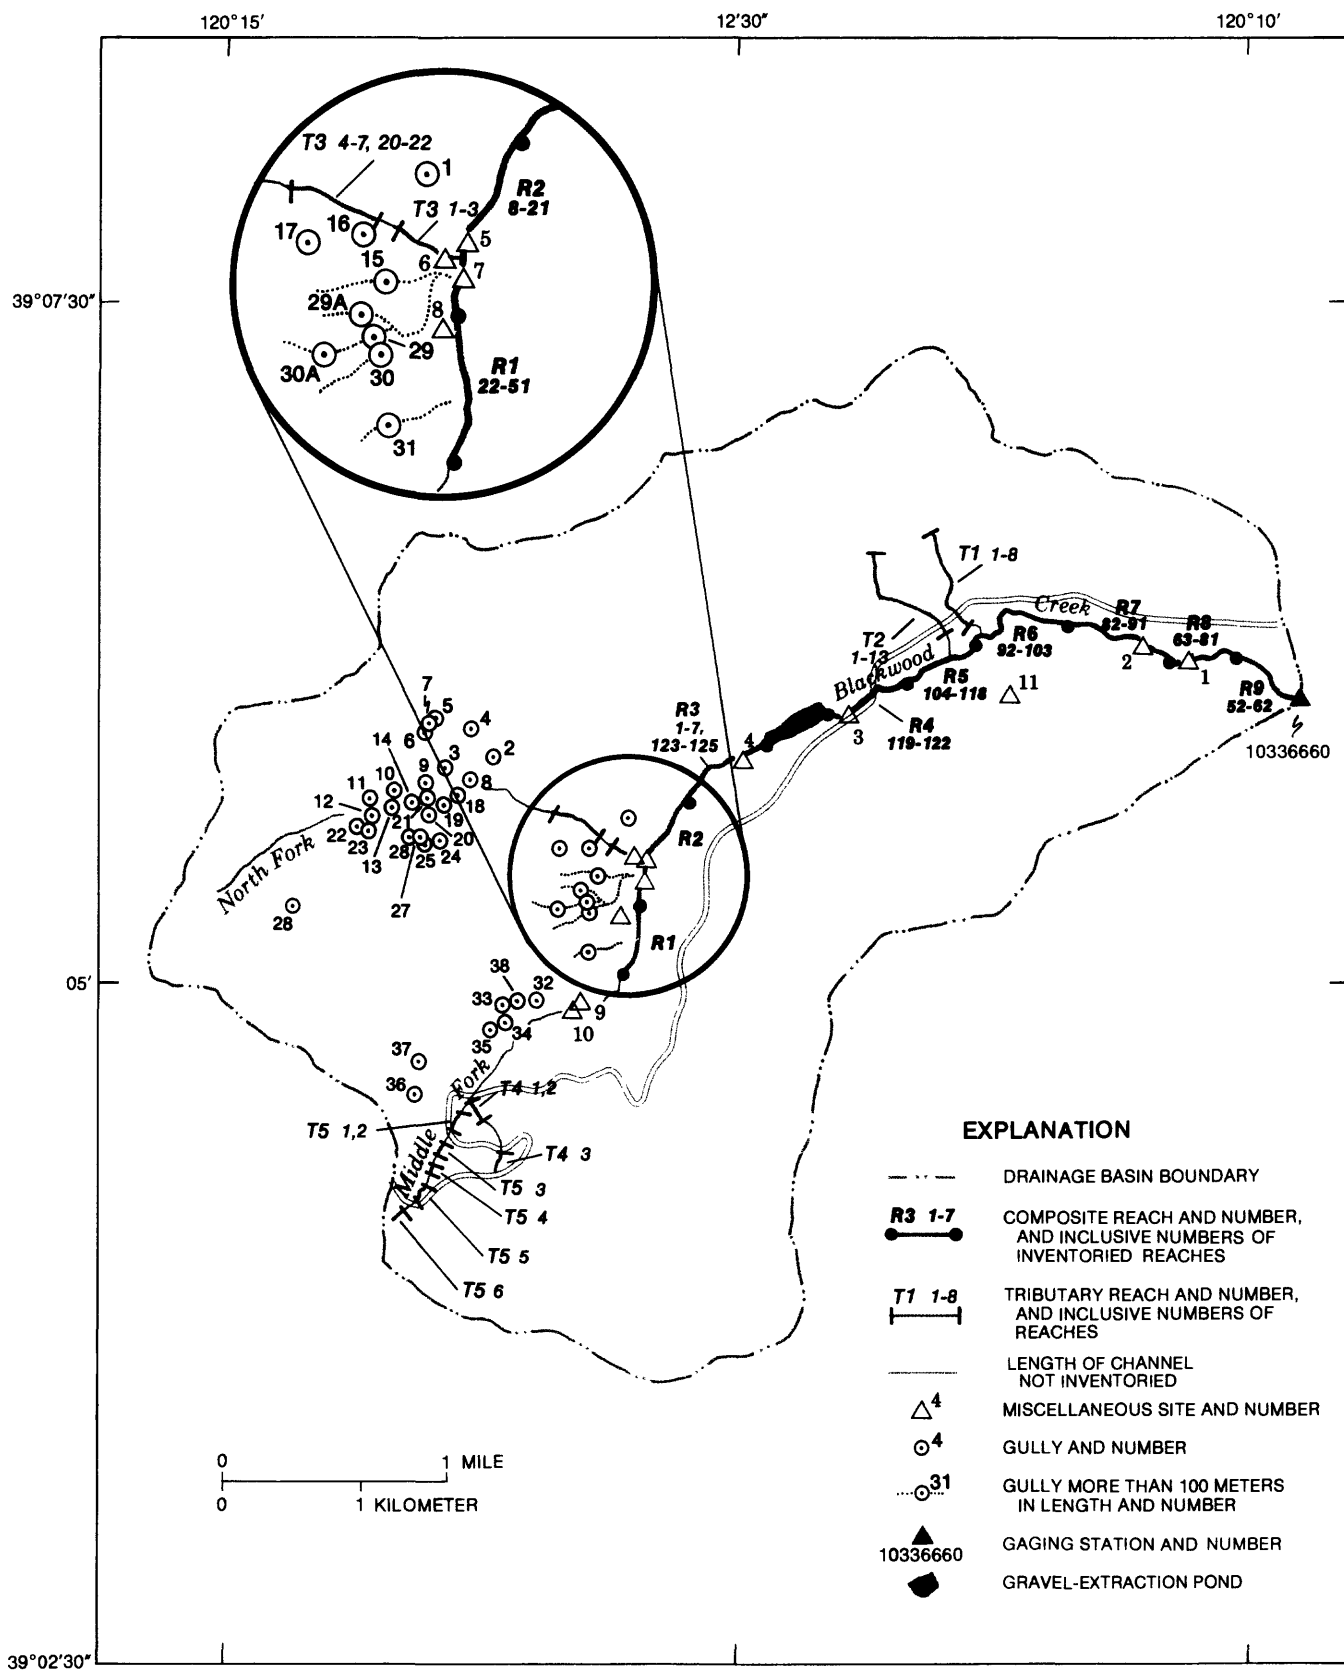 120°15′
12′30″
120°10′
T3 4-7, 20-22
1
R2
8-21
T3 1-3
17
16
5
15
6
7
39°07′30″
29A
8
29
30A
30
R1
22-51
31
T1 1-8
Creek
R7
82-91
R8
63-81
T2
1-13
R6
92-103
2
1
Blackwood
R5
104-118
11
R9
52-62
7
5
4
R3
1-7,
123-125
4
3
R4
119-122
10336660
6
2
14
3
9
10
8
11
12
18
21
19
R2
22
20
23
13
28
25
24
North Fork
27
28
R1
05′
38
32
33
9
34
10
35
37
Fork
36
T4 1,2
T5 1,2
Middle
T4 3
T5 3
T5 4
T5 5
T5 6
EXPLANATION
DRAINAGE BASIN BOUNDARY
R3 1-7
COMPOSITE REACH AND NUMBER,
AND INCLUSIVE NUMBERS OF
INVENTORIED REACHES
T1 1-8
TRIBUTARY REACH AND NUMBER,
AND INCLUSIVE NUMBERS OF
REACHES
LENGTH OF CHANNEL
NOT INVENTORIED
4
MISCELLANEOUS SITE AND NUMBER
4
GULLY AND NUMBER
31
GULLY MORE THAN 100 METERS
IN LENGTH AND NUMBER
10336660
GAGING STATION AND NUMBER
GRAVEL-EXTRACTION POND
0 1 MILE
0 1 KILOMETER
39°02′30″